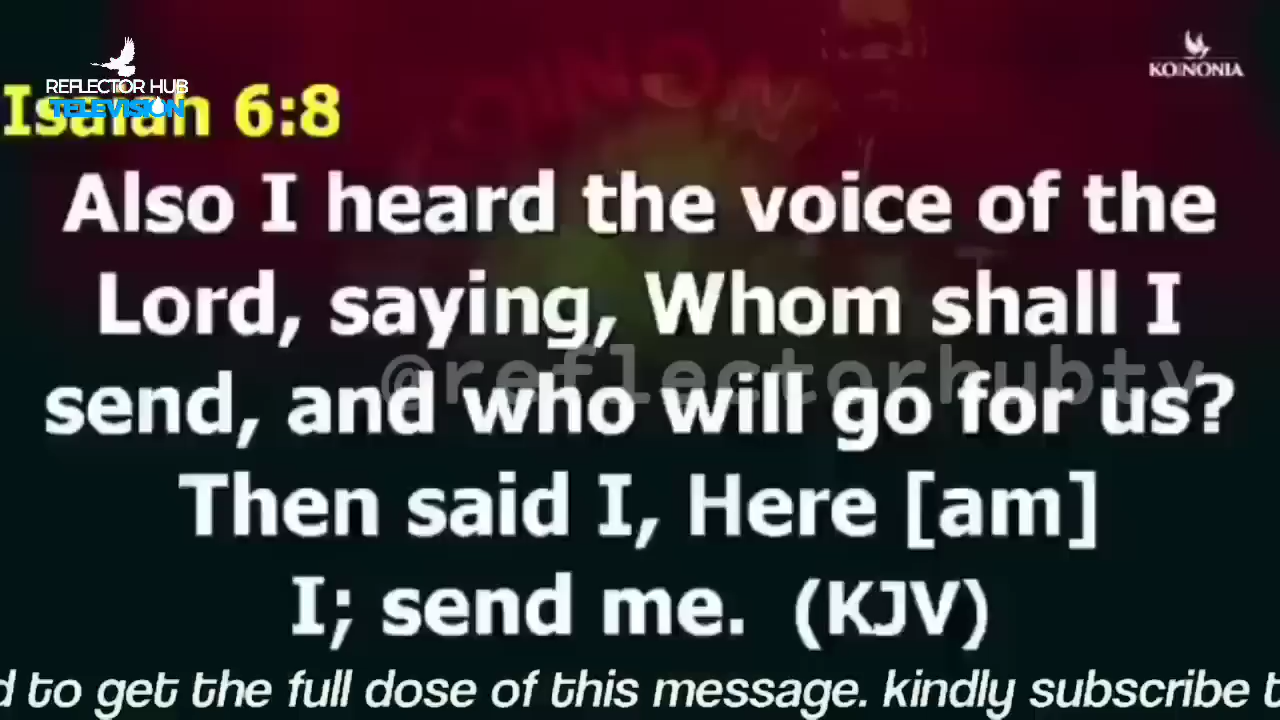 REFLECTOR HUB
TELEVISION
KOINONIA
Isaiah 6:8
Also I heard the voice of the
Lord, saying, Whom shall I
@reflectorhubtv
send, and who will go for us?
Then said I, Here [am]
I; send me. (KJV)
d to get the full dose of this message. kindly subscribe t